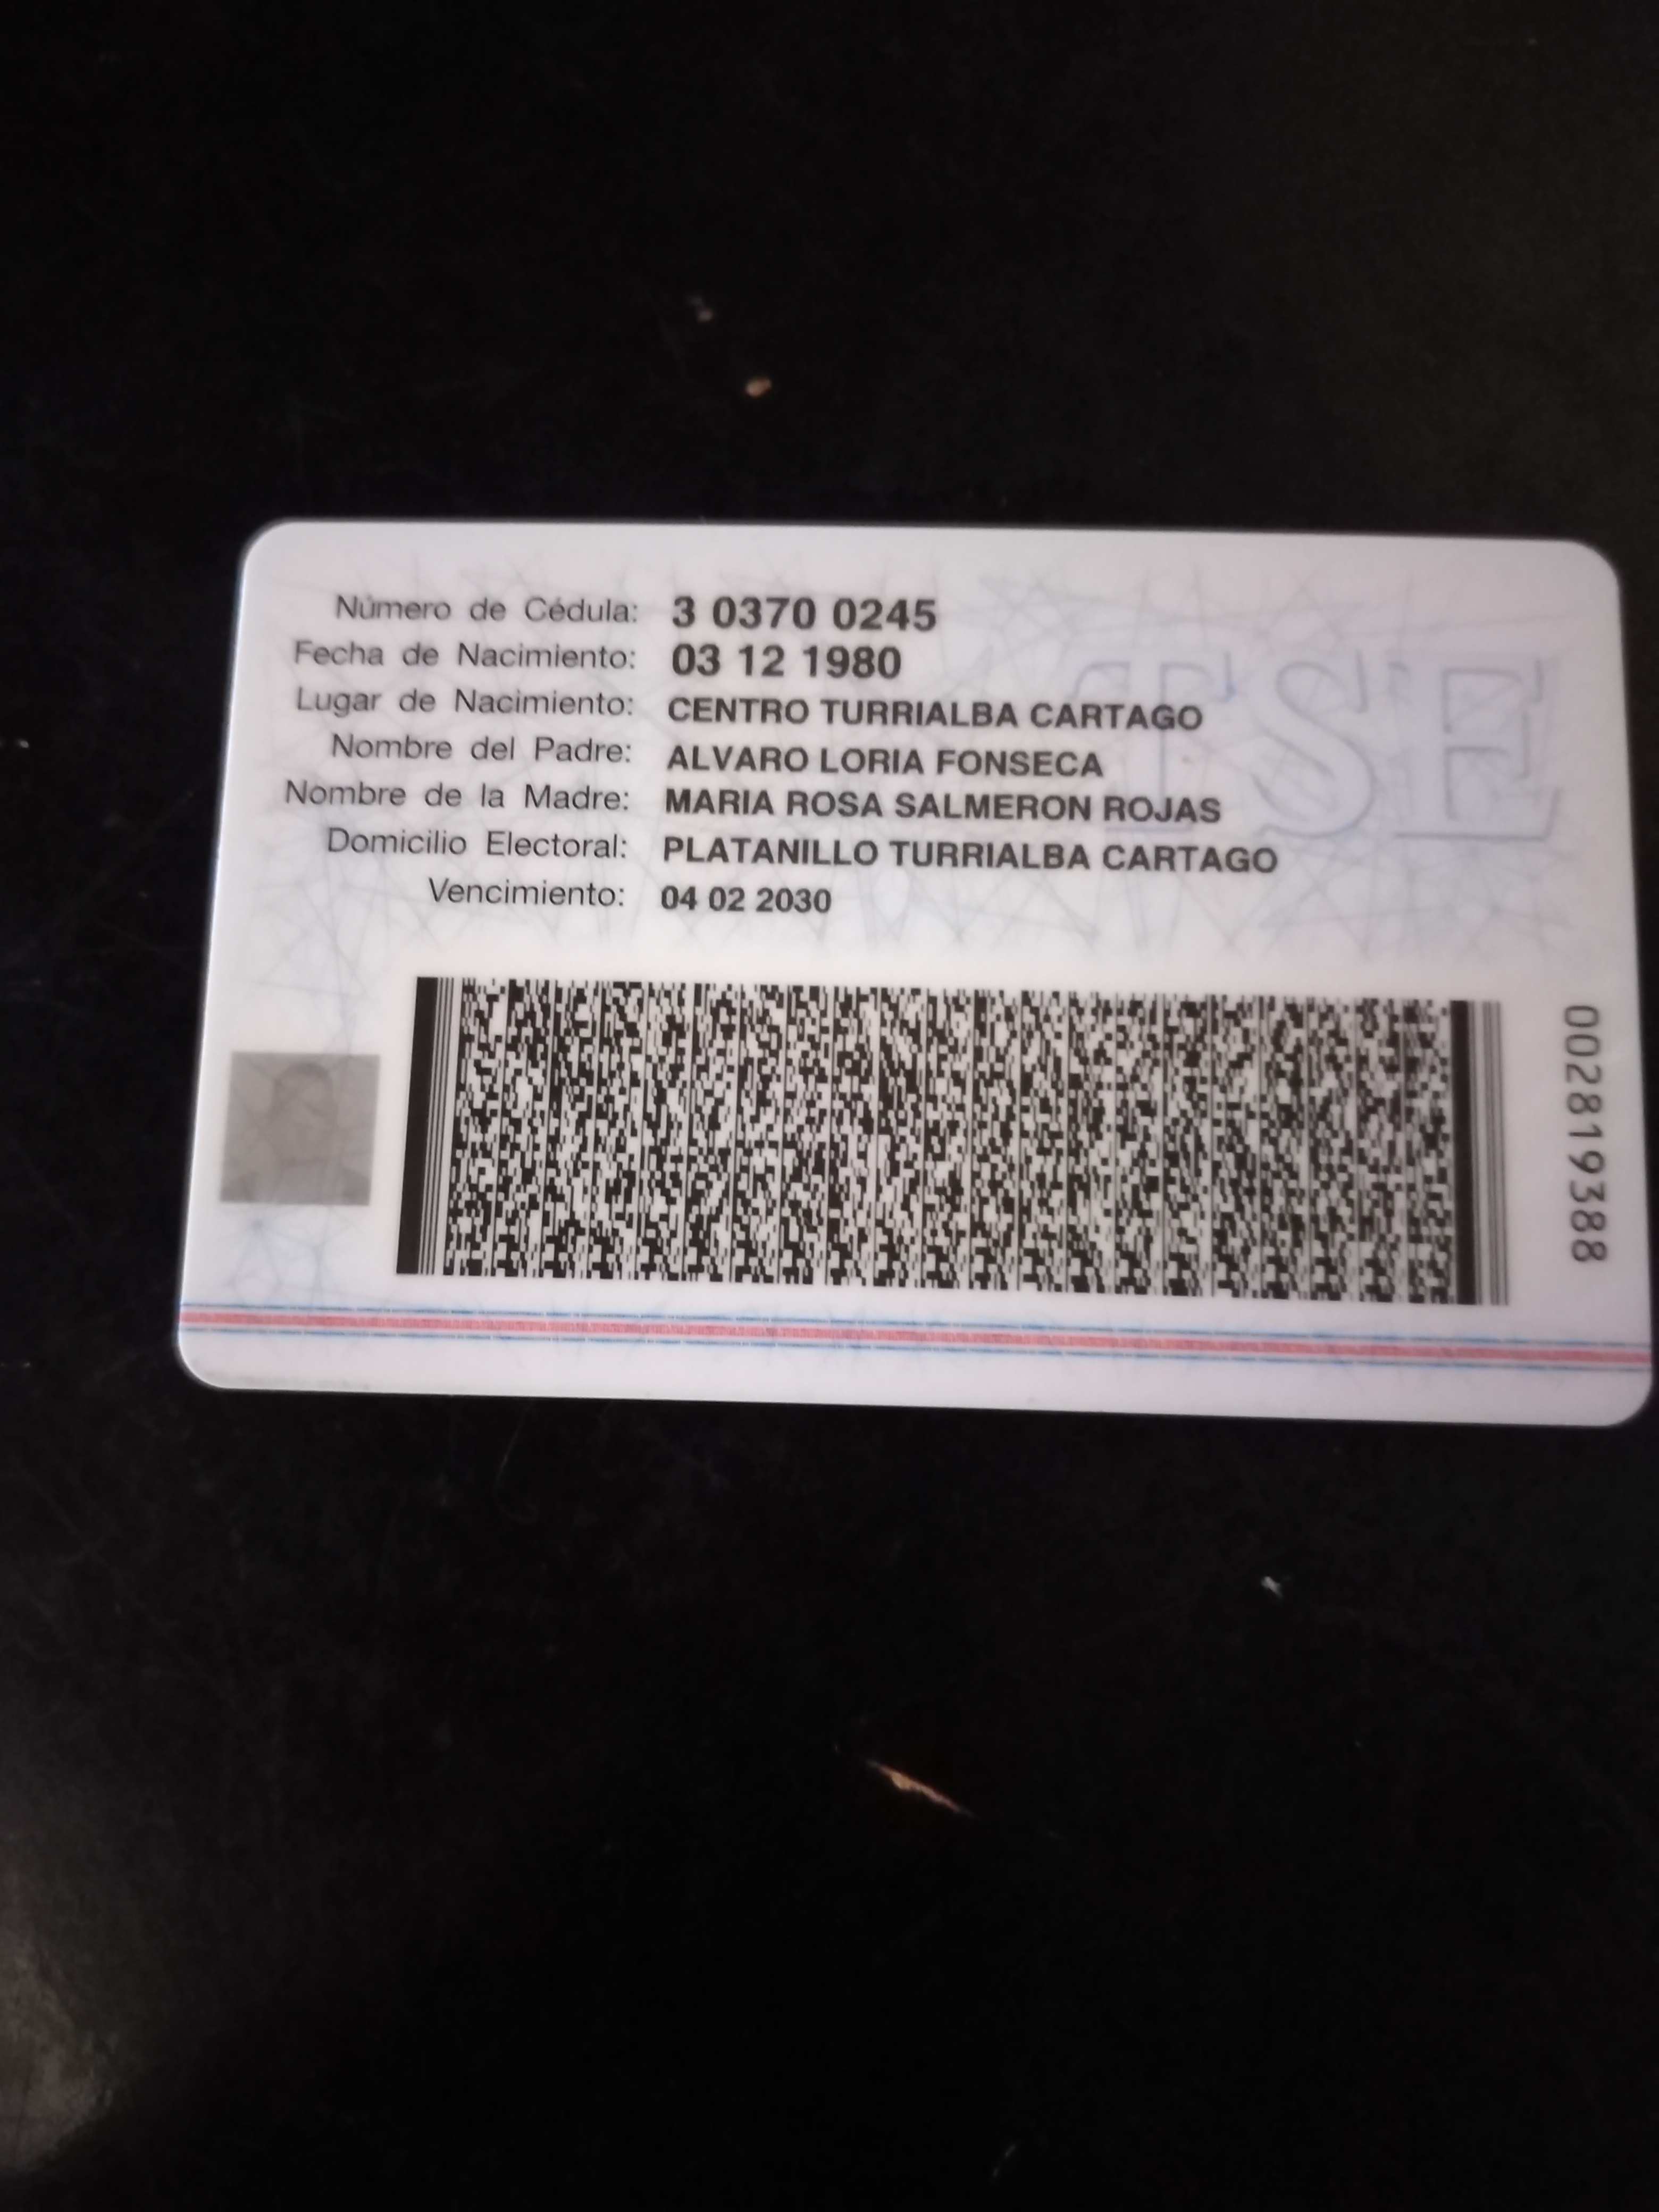 Número de Cédula: 3 0370 0245
Fecha de Nacimiento: 03 12 1980
Lugar de Nacimiento: CENTRO TURRIALBA CARTAGO
Nombre del Padre: ALVARO LORIA FONSECA
Nombre de la Madre: MARIA ROSA SALMERON ROJAS
Domicilio Electoral: PLATANILLO TURRIALBA CARTAGO
Vencimiento: 04 02 2030
TSE
002819388